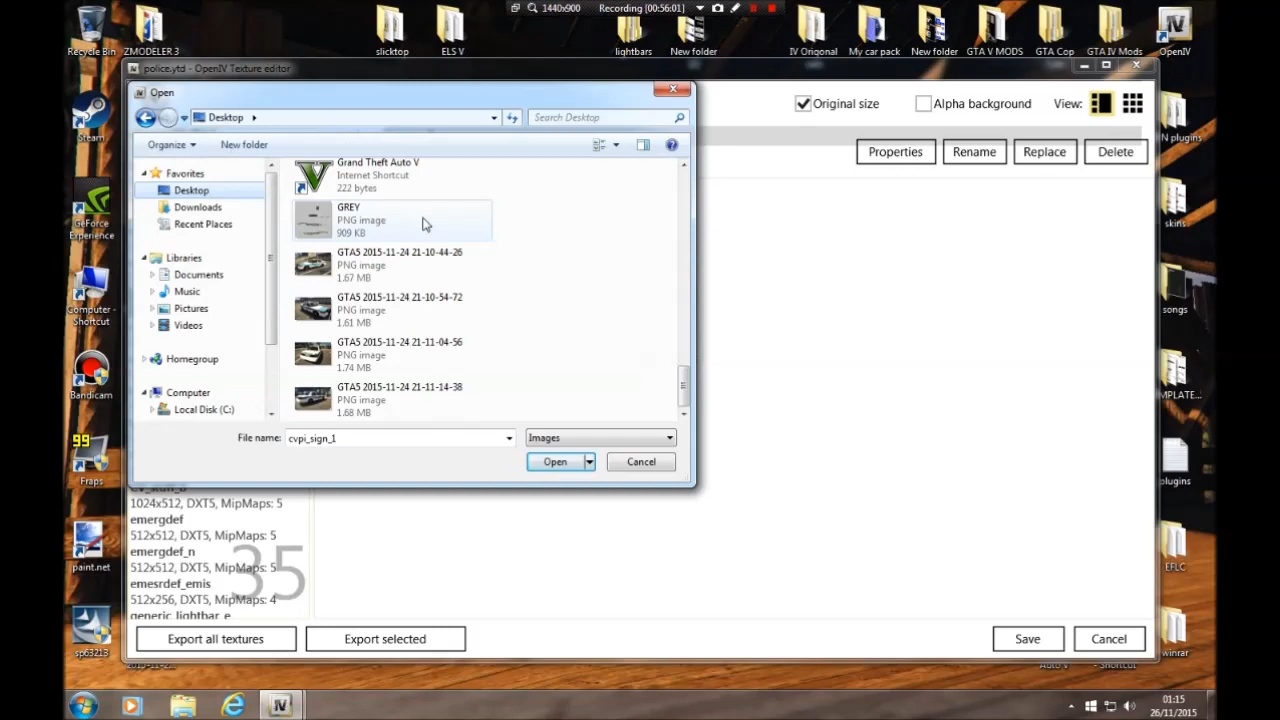 1440x900
Recording [00:56:01]
Recycle Bin
ZMODELER 3
slicktop
ELS V
lightbars
New folder
IV Origonal
My car pack
New folder
GTA V MODS
GTA Cop
GTA IV Mods
OpenIV
police.ytd - OpenIV Texture editor
Open
Desktop
Search Desktop
Original size
Alpha background
View:
Organize
New folder
Properties
Rename
Replace
Delete
Steam
N plugins
Favorites
Desktop
Downloads
Recent Places
Libraries
Documents
Music
Pictures
Videos
Homegroup
Computer
Local Disk (C:)
Grand Theft Auto V
Internet Shortcut
222 bytes
GREY
PNG image
909 KB
GTA5 2015-11-24 21-10-44-26
PNG image
1.67 MB
GTA5 2015-11-24 21-10-54-72
PNG image
1.61 MB
GTA5 2015-11-24 21-11-04-56
PNG image
1.74 MB
GTA5 2015-11-24 21-11-14-38
PNG image
1.68 MB
File name:
cvpi_sign_1
Images
Open
Cancel
GeForce
Experience
skins
Computer -
Shortcut
songs
Bandicam
MPLATE...
99
Fraps
plugins
1024x512, DXT5, MipMaps: 5
emergdef
512x512, DXT5, MipMaps: 5
emergdef_n
512x512, DXT5, MipMaps: 5
emesrdef_emis
512x256, DXT5, MipMaps: 4
generic_lightbar_e
35
paint.net
EFLC
sp63213
winrar
Export all textures
Export selected
Save
Cancel
Auto V
- Shortcut
01:15
26/11/2015